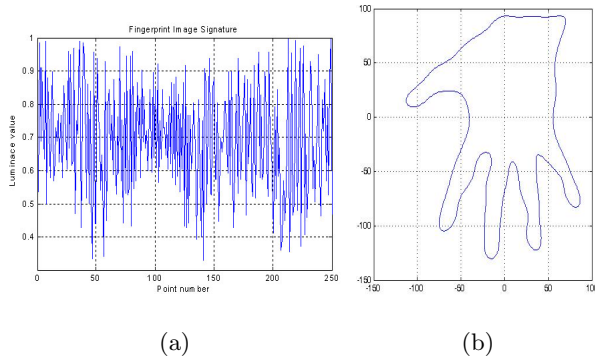 Fingerprint Image Signature
1
0.9
0.8
0.7
0.6
0.5
0.4
Luminace value
0 50 100 150 200 250
Point number
(a)
100
50
0
-50
-100
-150
-150 -100 -50 0 50 100
(b)